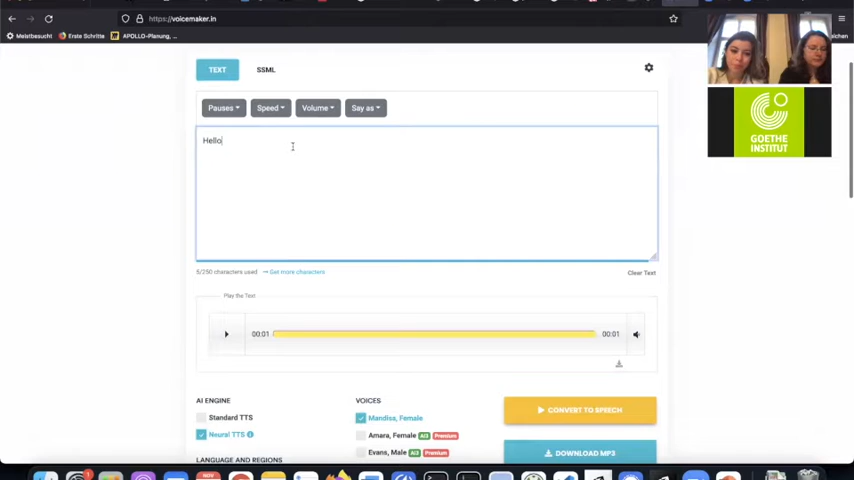 https://voicemaker.in
Meistbesucht Erste Schritte APOLLO-Planung, ...
TEXT SSML
Pauses Speed Volume Say as
Hello
5/250 characters used Get more characters
Clear Text
Play the Text
00:01 00:01
AI ENGINE
Standard TTS
Neural TTS
LANGUAGE AND REGIONS
VOICES
Mandisa, Female
Amara, Female AI3 Premium
Evans, Male AI3 Premium
CONVERT TO SPEECH
DOWNLOAD MP3
GOETHE
INSTITUT
NOV